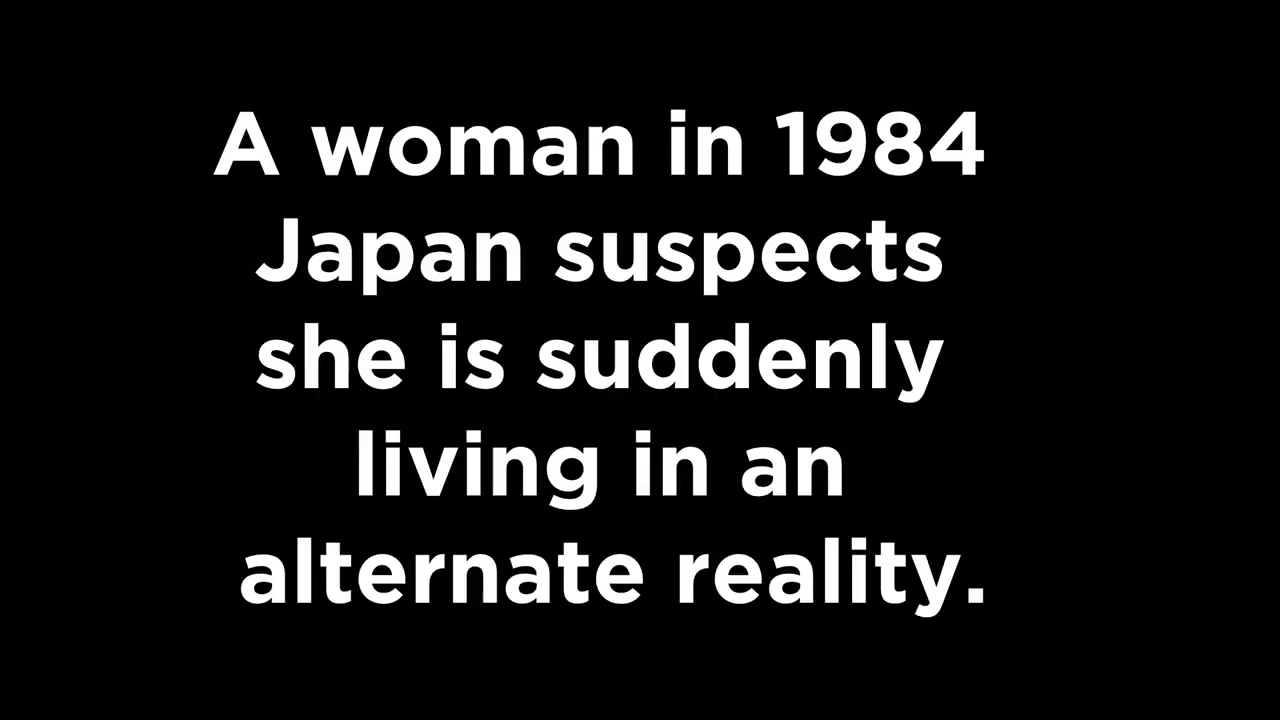 A woman in 1984
Japan suspects
she is suddenly
living in an
alternate reality.